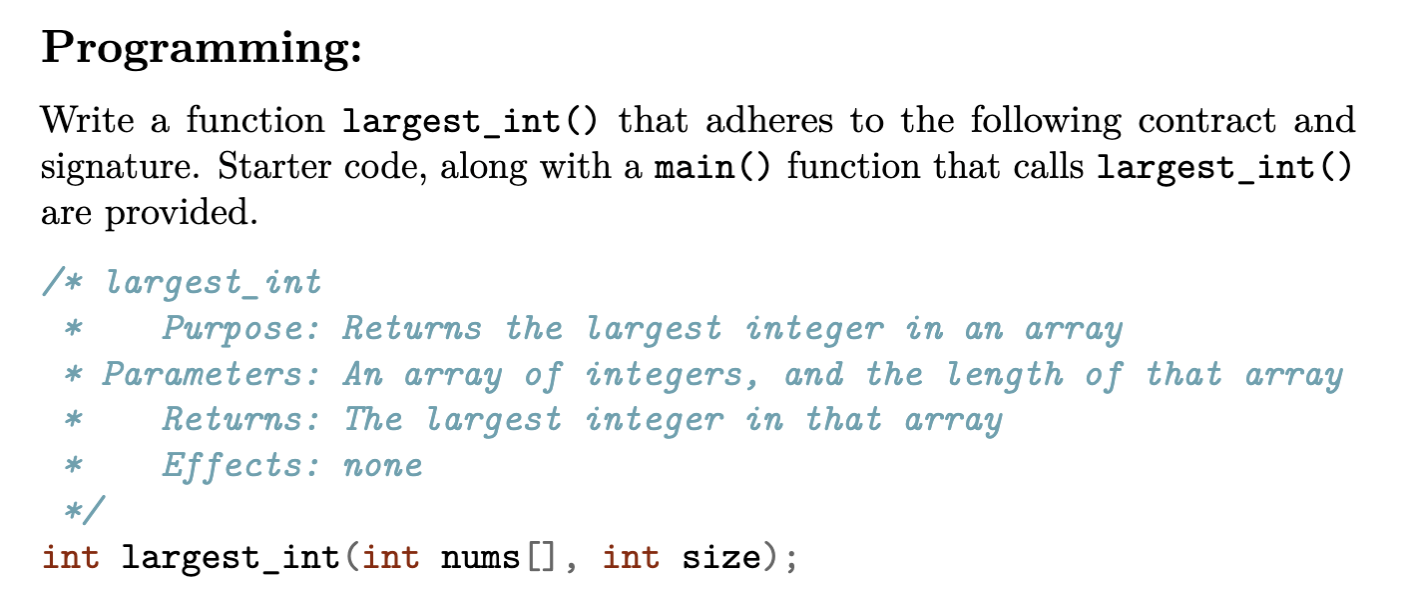 Programming:
Write a function largest_int() that adheres to the following contract and
signature. Starter code, along with a main() function that calls largest_int()
are provided.
/* largest_int
 *    Purpose: Returns the largest integer in an array
 * Parameters: An array of integers, and the length of that array
 *    Returns: The largest integer in that array
 *    Effects: none
 */
int largest_int(int nums[], int size);